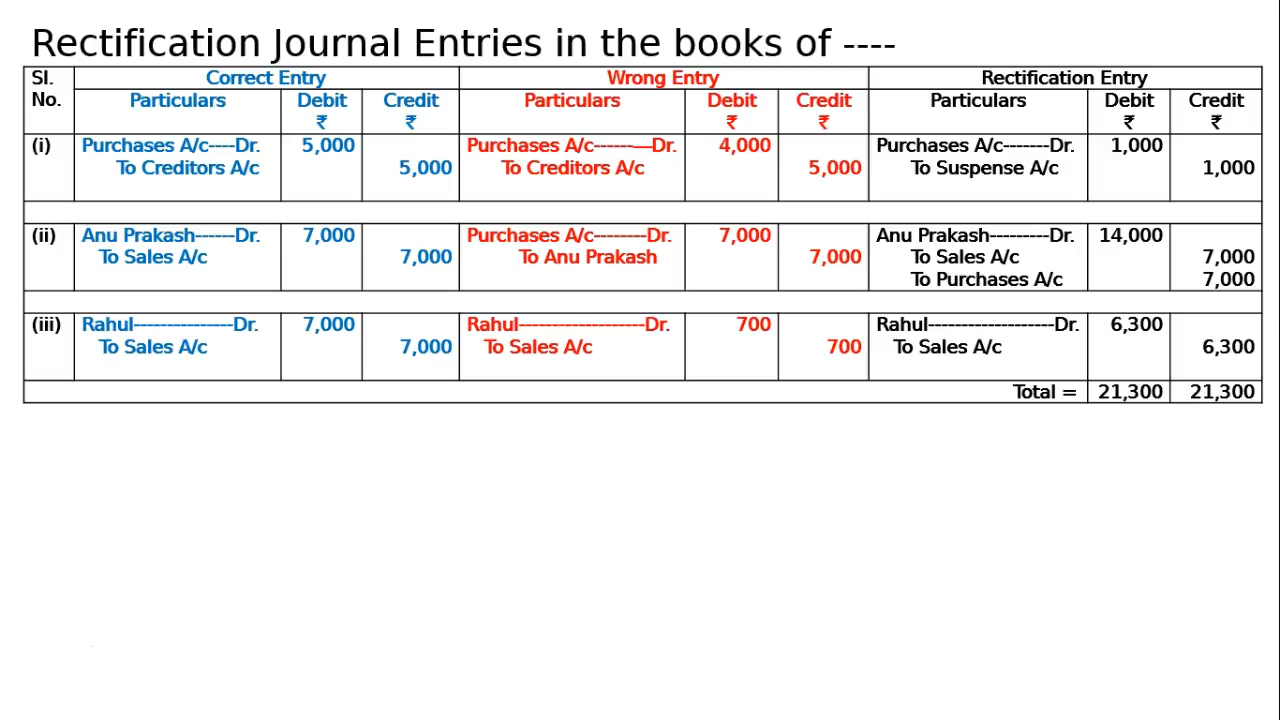 Rectification Journal Entries in the books of ----
Sl. No. Correct Entry Wrong Entry Rectification Entry
Particulars Debit ₹ Credit ₹ Particulars Debit ₹ Credit ₹ Particulars Debit ₹ Credit ₹
(i) Purchases A/c----Dr. 5,000 Purchases A/c------—Dr. 4,000 Purchases A/c-------Dr. 1,000
To Creditors A/c 5,000 To Creditors A/c 5,000 To Suspense A/c 1,000
(ii) Anu Prakash------Dr. 7,000 Purchases A/c--------Dr. 7,000 Anu Prakash---------Dr. 14,000
To Sales A/c 7,000 To Anu Prakash 7,000 To Sales A/c 7,000
To Purchases A/c 7,000
(iii) Rahul---------------Dr. 7,000 Rahul-------------------Dr. 700 Rahul-------------------Dr. 6,300
To Sales A/c 7,000 To Sales A/c 700 To Sales A/c 6,300
Total = 21,300 21,300